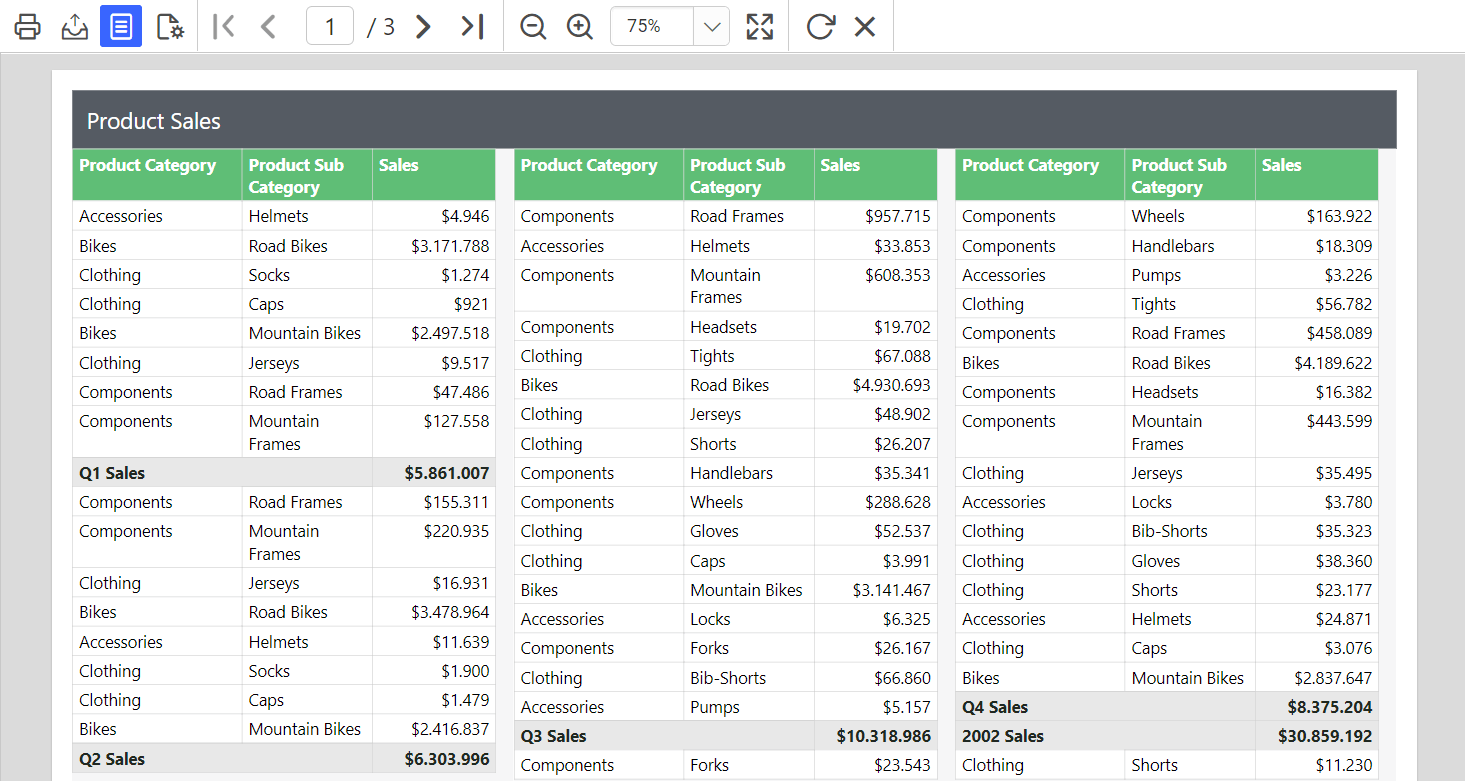 1 / 3 75%
Product Sales
Product Category Product Sub Category Sales
Accessories Helmets $4.946
Bikes Road Bikes $3.171.788
Clothing Socks $1.274
Clothing Caps $921
Bikes Mountain Bikes $2.497.518
Clothing Jerseys $9.517
Components Road Frames $47.486
Components Mountain Frames $127.558
Q1 Sales $5.861.007
Components Road Frames $155.311
Components Mountain Frames $220.935
Clothing Jerseys $16.931
Bikes Road Bikes $3.478.964
Accessories Helmets $11.639
Clothing Socks $1.900
Clothing Caps $1.479
Bikes Mountain Bikes $2.416.837
Q2 Sales $6.303.996
Product Category Product Sub Category Sales
Components Road Frames $957.715
Accessories Helmets $33.853
Components Mountain Frames $608.353
Components Headsets $19.702
Clothing Tights $67.088
Bikes Road Bikes $4.930.693
Clothing Jerseys $48.902
Clothing Shorts $26.207
Components Handlebars $35.341
Components Wheels $288.628
Clothing Gloves $52.537
Clothing Caps $3.991
Bikes Mountain Bikes $3.141.467
Accessories Locks $6.325
Components Forks $26.167
Clothing Bib-Shorts $66.860
Accessories Pumps $5.157
Q3 Sales $10.318.986
Components Forks $23.543
Product Category Product Sub Category Sales
Components Wheels $163.922
Components Handlebars $18.309
Accessories Pumps $3.226
Clothing Tights $56.782
Components Road Frames $458.089
Bikes Road Bikes $4.189.622
Components Headsets $16.382
Components Mountain Frames $443.599
Clothing Jerseys $35.495
Accessories Locks $3.780
Clothing Bib-Shorts $35.323
Clothing Gloves $38.360
Clothing Shorts $23.177
Accessories Helmets $24.871
Clothing Caps $3.076
Bikes Mountain Bikes $2.837.647
Q4 Sales $8.375.204
2002 Sales $30.859.192
Clothing Shorts $11.230